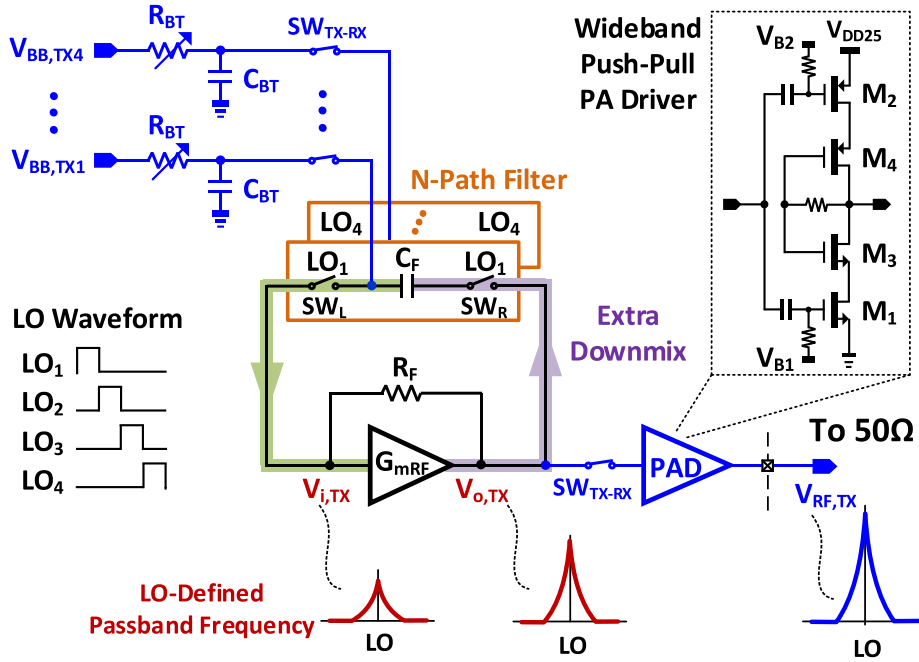 R_BT
V_BB,TX4
SW_TX-RX
C_BT
R_BT
V_BB,TX1
C_BT
Wideband
Push-Pull
PA Driver
V_B2
V_DD25
M_2
M_4
M_3
M_1
V_B1
N-Path Filter
LO_4
LO_4
LO_1
C_F
LO_1
SW_L
SW_R
Extra
Downmix
LO Waveform
LO_1
LO_2
LO_3
LO_4
R_F
G_mRF
V_i,TX
V_o,TX
SW_TX-RX
PAD
To 50Ω
V_RF,TX
LO-Defined
Passband Frequency
LO
LO
LO